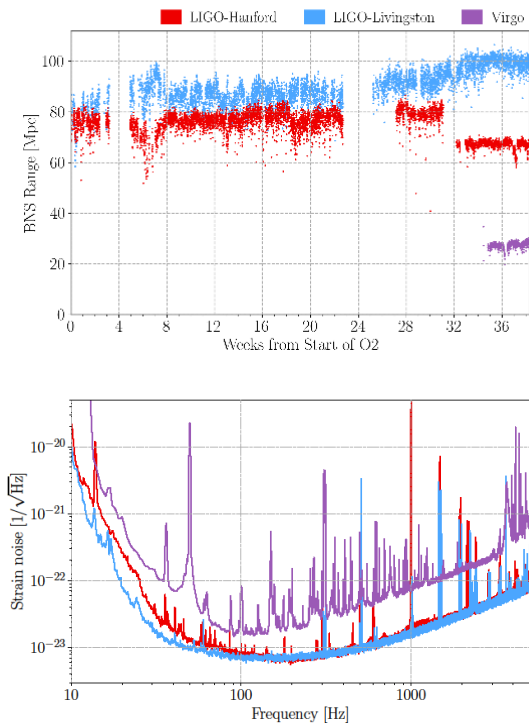 LIGO-Hanford LIGO-Livingston Virgo
120
100
80
60
40
20
0
BNS Range [Mpc]
0 4 8 12 16 20 24 28 32 36
Weeks from Start of O2
10⁻²⁰
10⁻²¹
10⁻²²
10⁻²³
Strain noise [1/√Hz]
10 100 1000
Frequency [Hz]